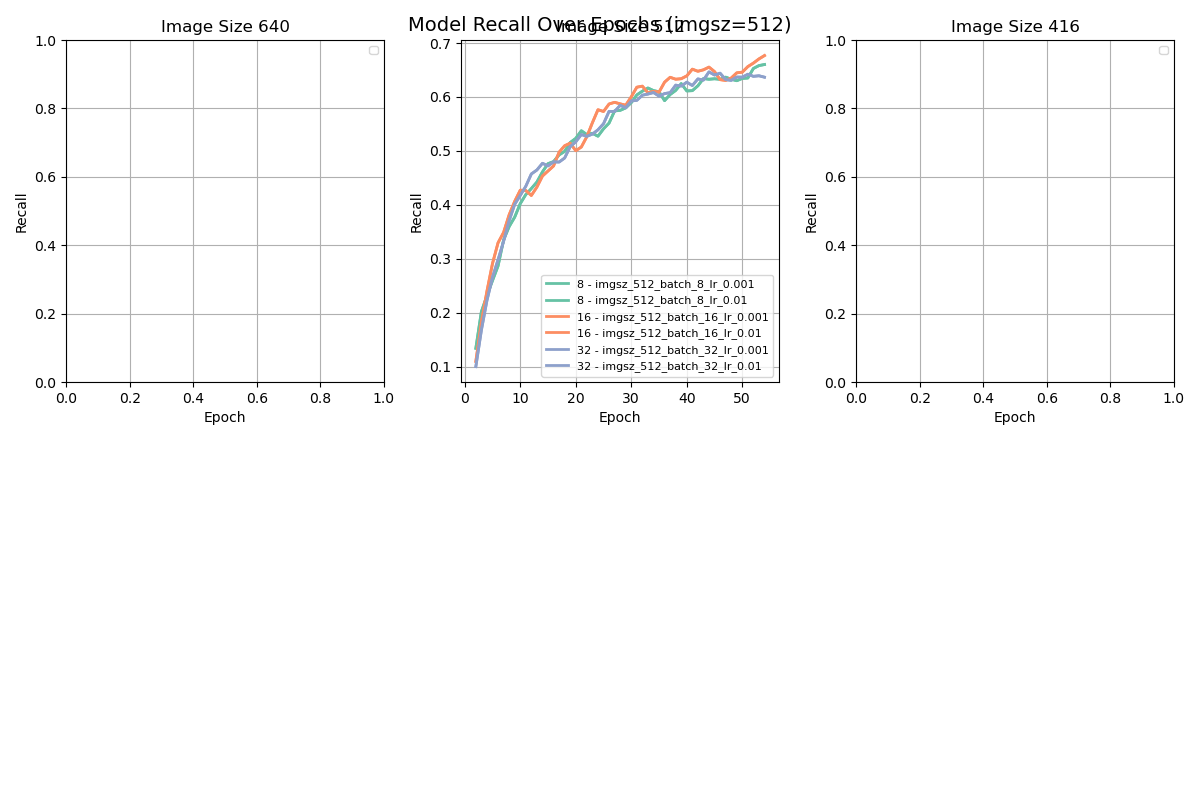 Model Recall Over Epochs (imgsz=512)
Image Size 640
1.0
0.8
0.6
0.4
0.2
0.0
Recall
0.0 0.2 0.4 0.6 0.8 1.0
Epoch
Image Size 512
0.7
0.6
0.5
0.4
0.3
0.2
0.1
Recall
8 - imgsz_512_batch_8_lr_0.001
8 - imgsz_512_batch_8_lr_0.01
16 - imgsz_512_batch_16_lr_0.001
16 - imgsz_512_batch_16_lr_0.01
32 - imgsz_512_batch_32_lr_0.001
32 - imgsz_512_batch_32_lr_0.01
0 10 20 30 40 50
Epoch
Image Size 416
1.0
0.8
0.6
0.4
0.2
0.0
Recall
0.0 0.2 0.4 0.6 0.8 1.0
Epoch